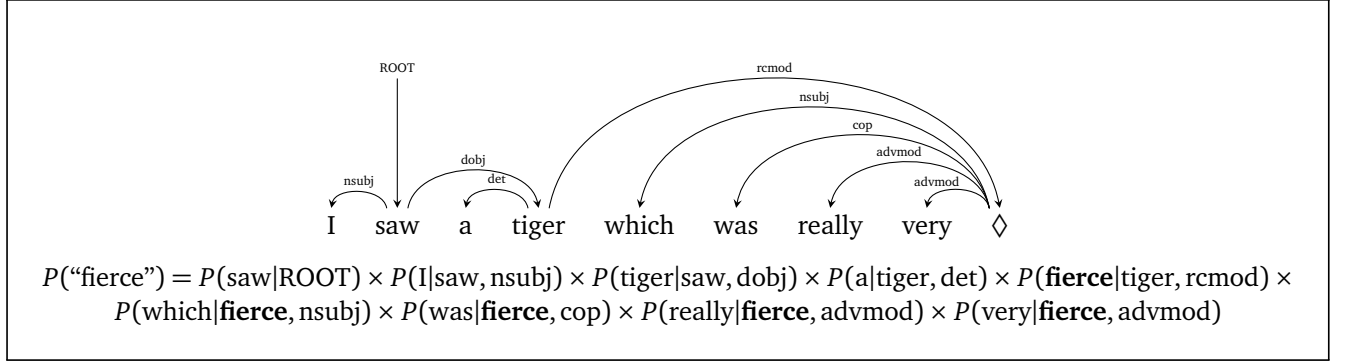 ROOT
rcmod
nsubj
cop
dobj
advmod
nsubj
det
advmod
I saw a tiger which was really very ◊
P(“fierce”) = P(saw|ROOT) × P(I|saw, nsubj) × P(tiger|saw, dobj) × P(a|tiger, det) × P(fierce|tiger, rcmod) ×
P(which|fierce, nsubj) × P(was|fierce, cop) × P(really|fierce, advmod) × P(very|fierce, advmod)